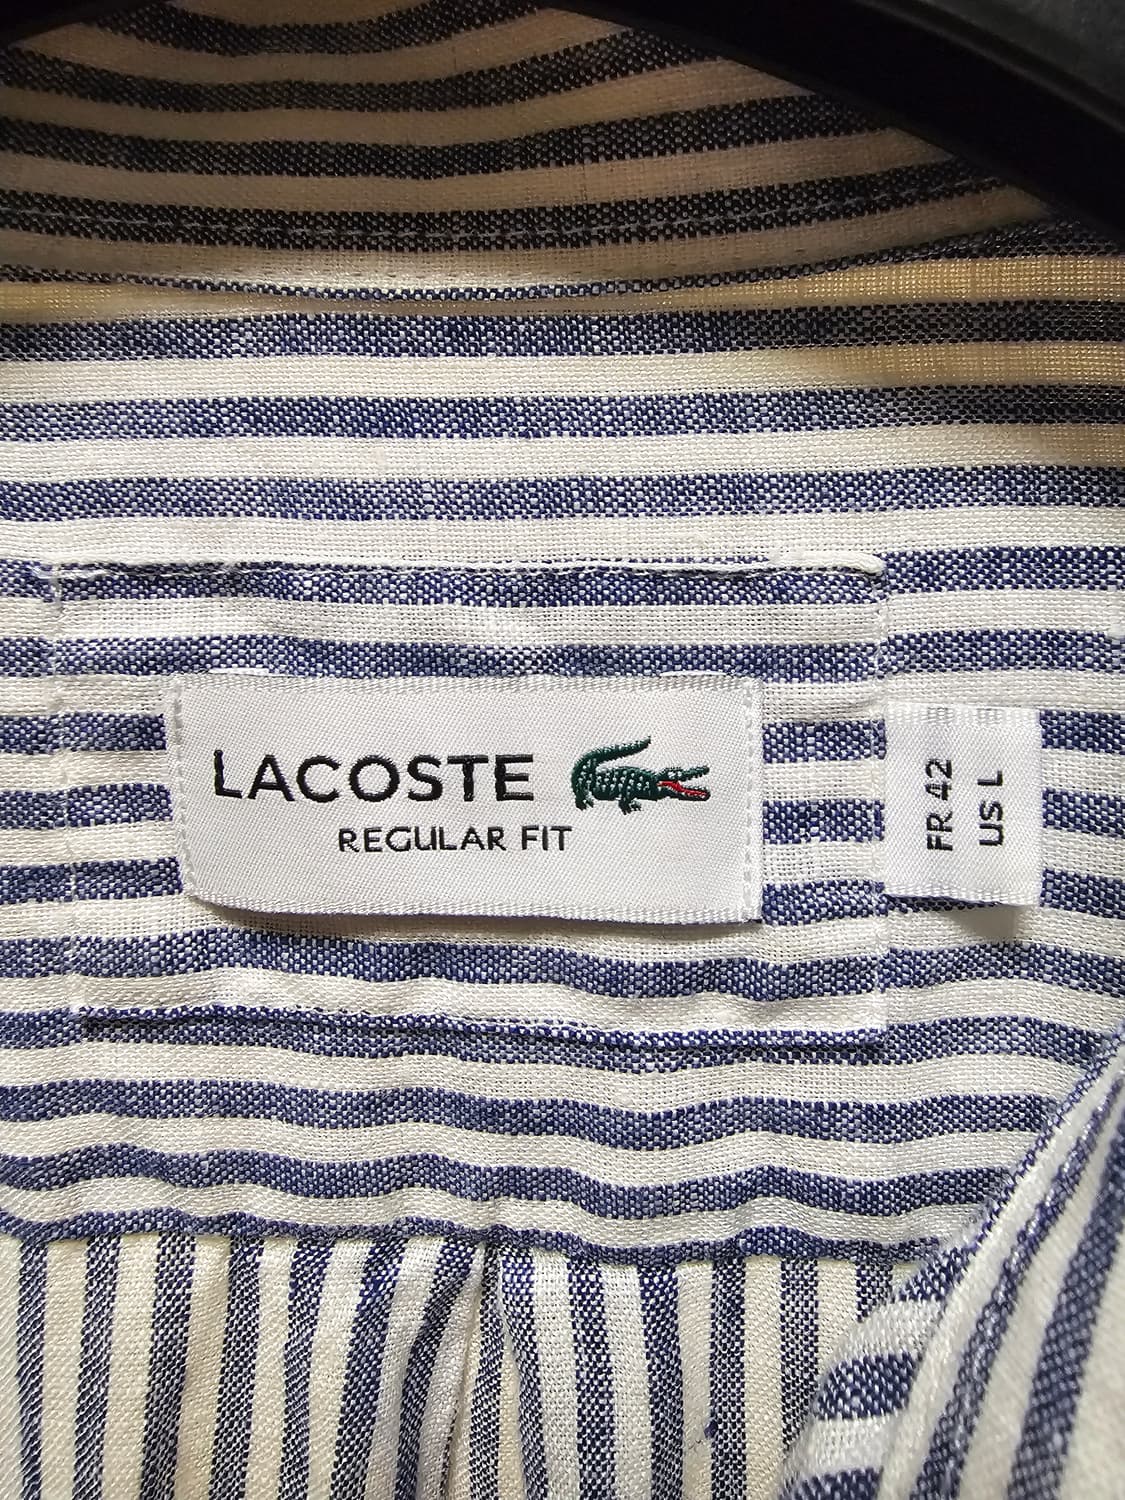 LACOSTE
REGULAR FIT
FR 42
US L